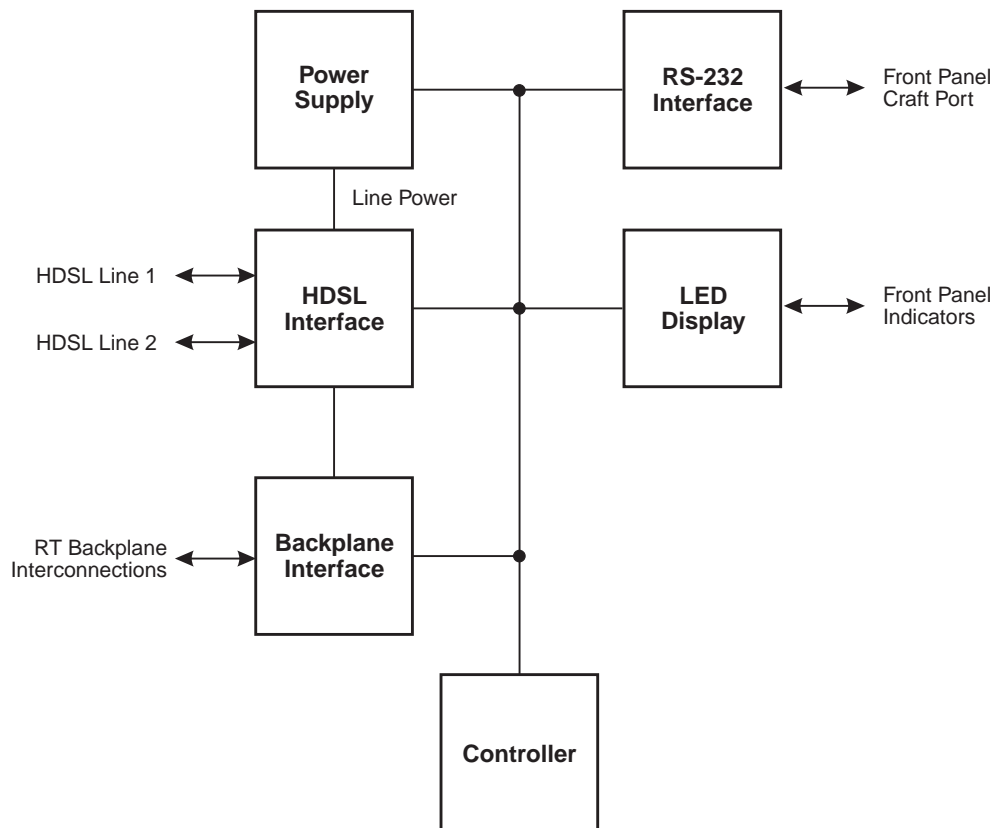 Power
Supply
RS-232
Interface
Front Panel
Craft Port
Line Power
HDSL Line 1
HDSL Line 2
HDSL
Interface
LED
Display
Front Panel
Indicators
RT Backplane
Interconnections
Backplane
Interface
Controller